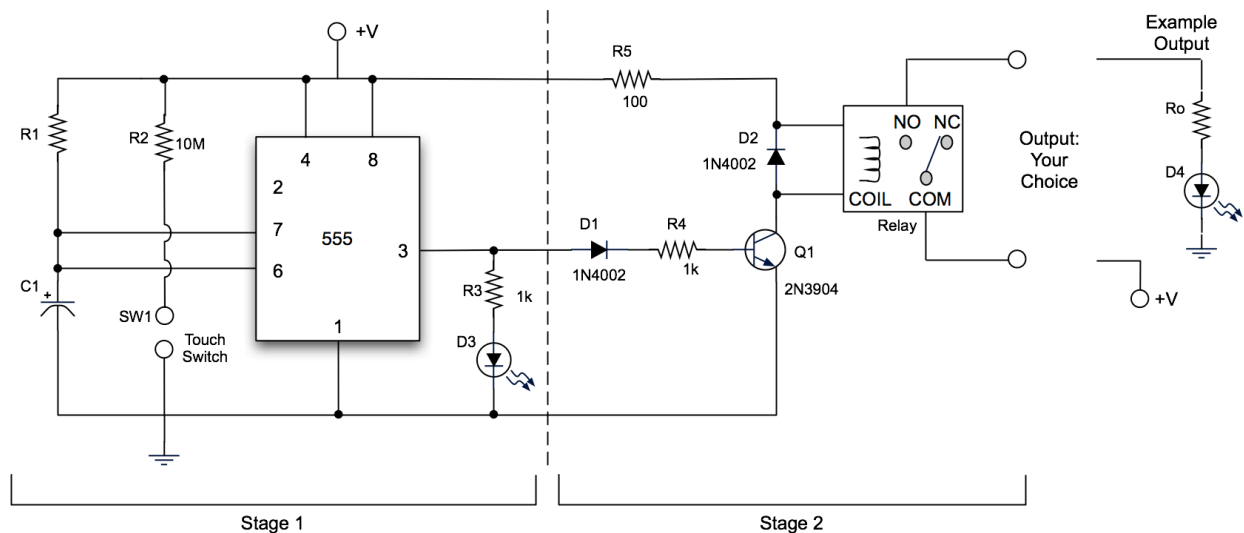 Example
Output
+V
R5
100
R1
R2
10M
4
8
2
7
6
555
3
1
C1
+
SW1
Touch
Switch
R3
1k
D3
D1
1N4002
R4
1k
D2
1N4002
Q1
2N3904
NO
NC
COIL
COM
Relay
Output:
Your
Choice
Ro
D4
+V
Stage 1
Stage 2